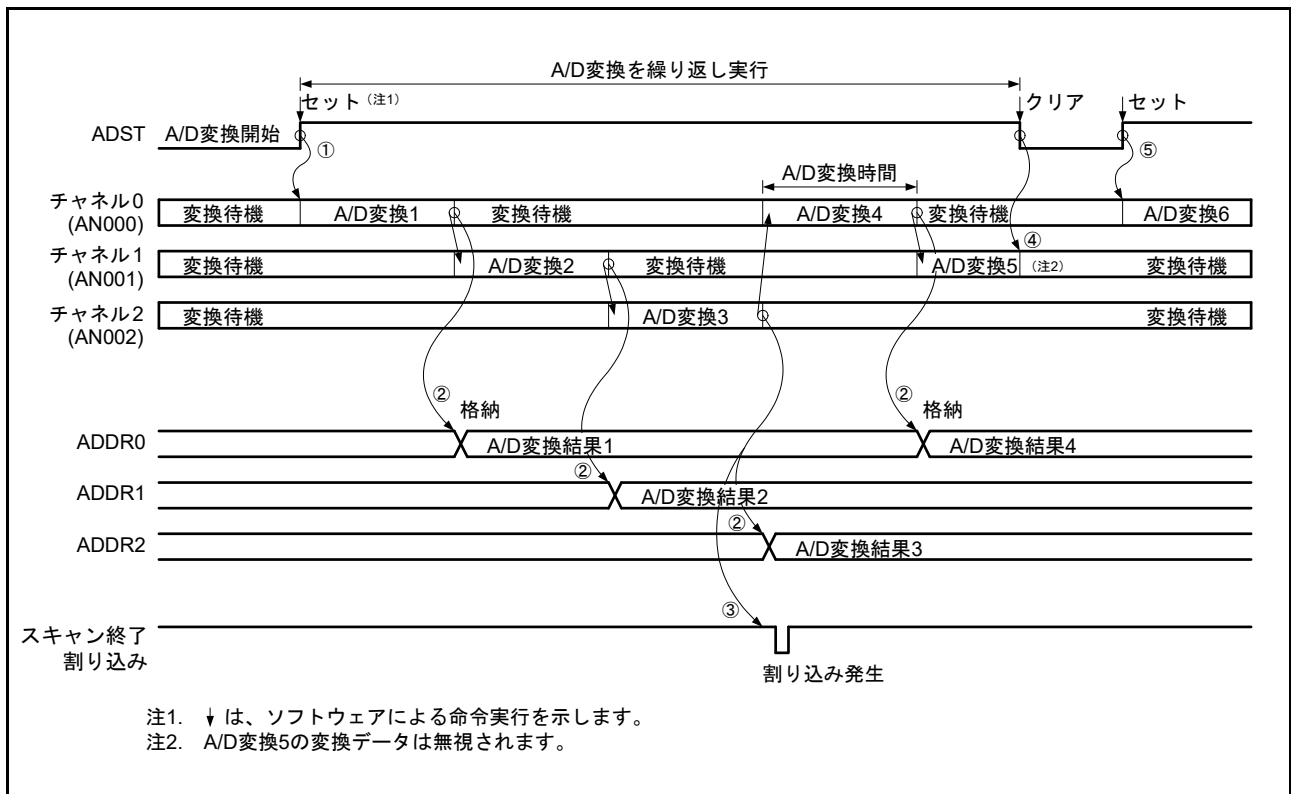 A/D変換を繰り返し実行
セット（注1）
クリア
セット
ADST
A/D変換開始
①
⑤
A/D変換時間
チャネル0
(AN000)
変換待機
A/D変換1
変換待機
A/D変換4
変換待機
A/D変換6
④
チャネル1
(AN001)
変換待機
A/D変換2
変換待機
A/D変換5
（注2）
変換待機
チャネル2
(AN002)
変換待機
A/D変換3
変換待機
②
格納
②
格納
ADDR0
A/D変換結果1
A/D変換結果4
②
ADDR1
A/D変換結果2
②
ADDR2
A/D変換結果3
③
スキャン終了
割り込み
割り込み発生
注1. ↓は、ソフトウェアによる命令実行を示します。
注2. A/D変換5の変換データは無視されます。